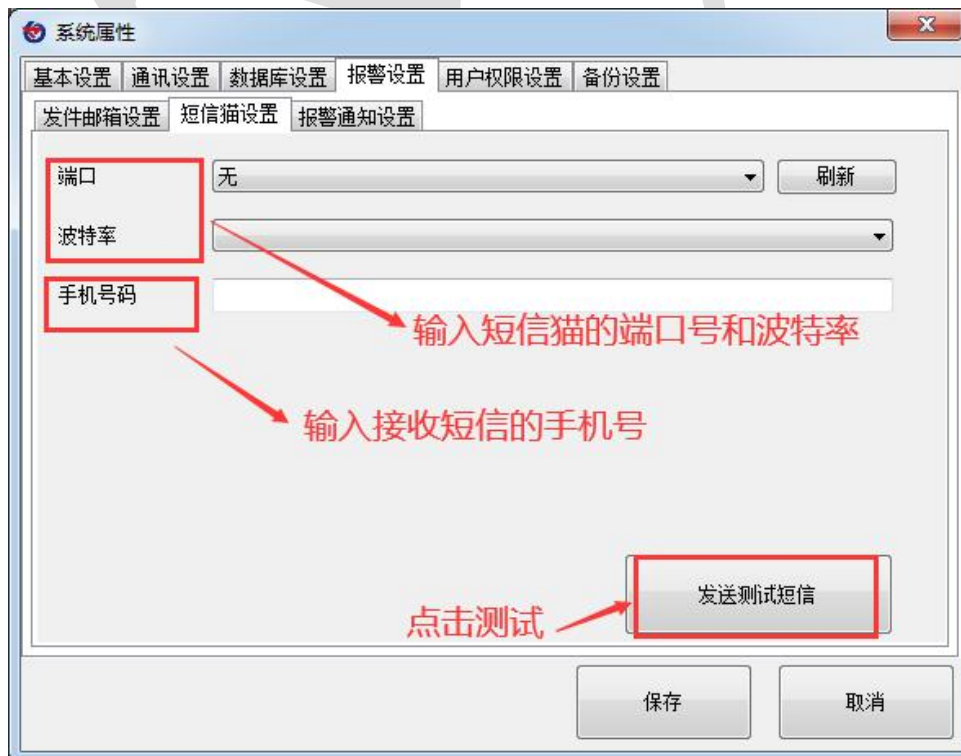 系统属性
基本设置 通讯设置 数据库设置 报警设置 用户权限设置 备份设置
发件邮箱设置 短信猫设置 报警通知设置
端口 无 刷新
波特率
手机号码
输入短信猫的端口号和波特率
输入接收短信的手机号
发送测试短信
点击测试
保存 取消